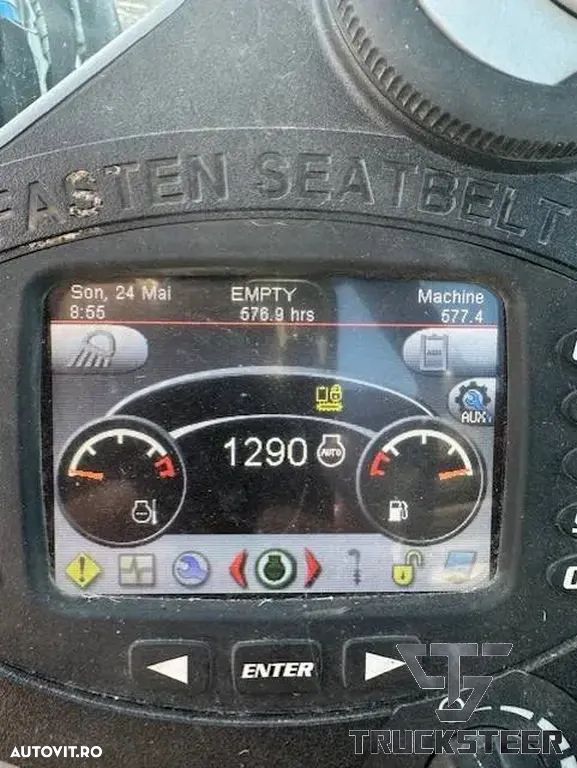 FASTEN SEATBELT
Son, 24 Mai EMPTY Machine
8:55 576.9 hrs 577.4
AUX
1290 AUTO
ENTER
TRUCKSTEER
AUTOVIT.RO